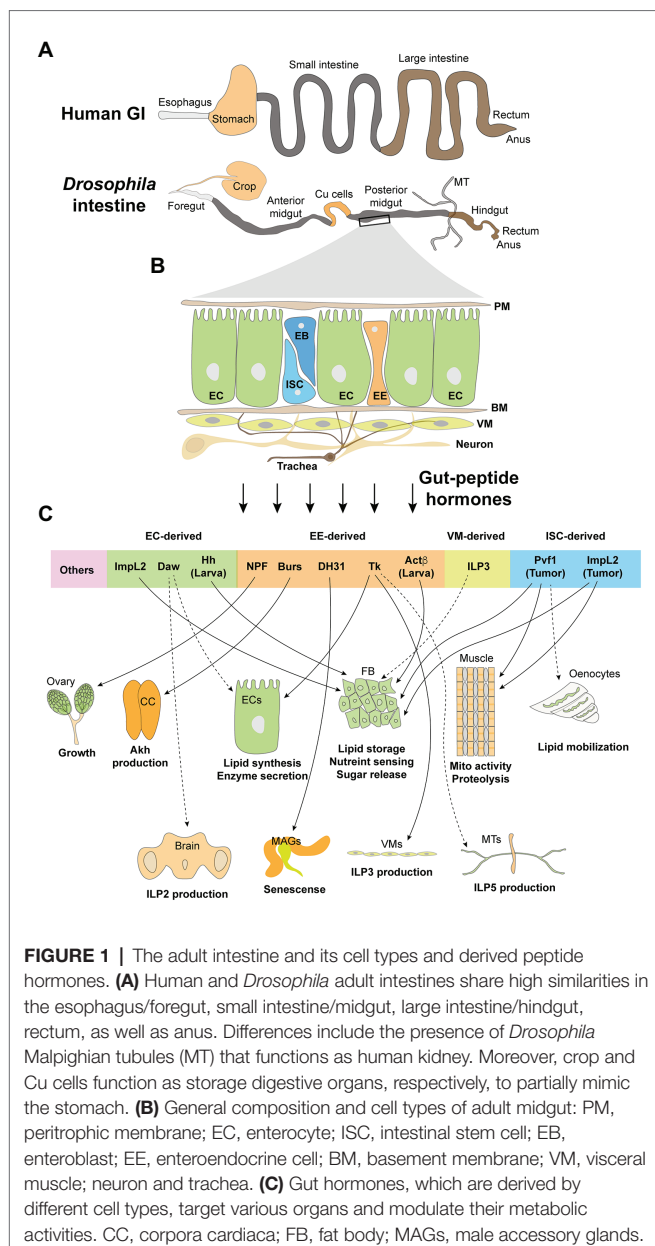 A
Human GI
Esophagus
Stomach
Small intestine
Large intestine
Rectum
Anus
Drosophila
intestine
Crop
Foregut
Anterior
midgut
Cu cells
Posterior
midgut
MT
Hindgut
Rectum
Anus
B
PM
EB
ISC
EC
EC
EE
EC
BM
VM
Neuron
Trachea
Gut-peptide
hormones
C
EC-derived
EE-derived
VM-derived
ISC-derived
Others
ImpL2
Daw
Hh
(Larva)
NPF
Burs
DH31
Tk
Actβ
(Larva)
ILP3
Pvf1
(Tumor)
ImpL2
(Tumor)
Ovary
Growth
CC
Akh
production
ECs
Lipid synthesis
Enzyme secretion
FB
Lipid storage
Nutreint sensing
Sugar release
Muscle
Mito activity
Proteolysis
Oenocytes
Lipid mobilization
Brain
ILP2 production
MAGs
Senescense
VMs
ILP3 production
MTs
ILP5 production
FIGURE 1 | The adult intestine and its cell types and derived peptide
hormones. (A) Human and Drosophila adult intestines share high similarities in
the esophagus/foregut, small intestine/midgut, large intestine/hindgut,
rectum, as well as anus. Differences include the presence of Drosophila
Malpighian tubules (MT) that functions as human kidney. Moreover, crop and
Cu cells function as storage digestive organs, respectively, to partially mimic
the stomach. (B) General composition and cell types of adult midgut: PM,
peritrophic membrane; EC, enterocyte; ISC, intestinal stem cell; EB,
enteroblast; EE, enteroendocrine cell; BM, basement membrane; VM, visceral
muscle; neuron and trachea. (C) Gut hormones, which are derived by
different cell types, target various organs and modulate their metabolic
activities. CC, corpora cardiaca; FB, fat body; MAGs, male accessory glands.